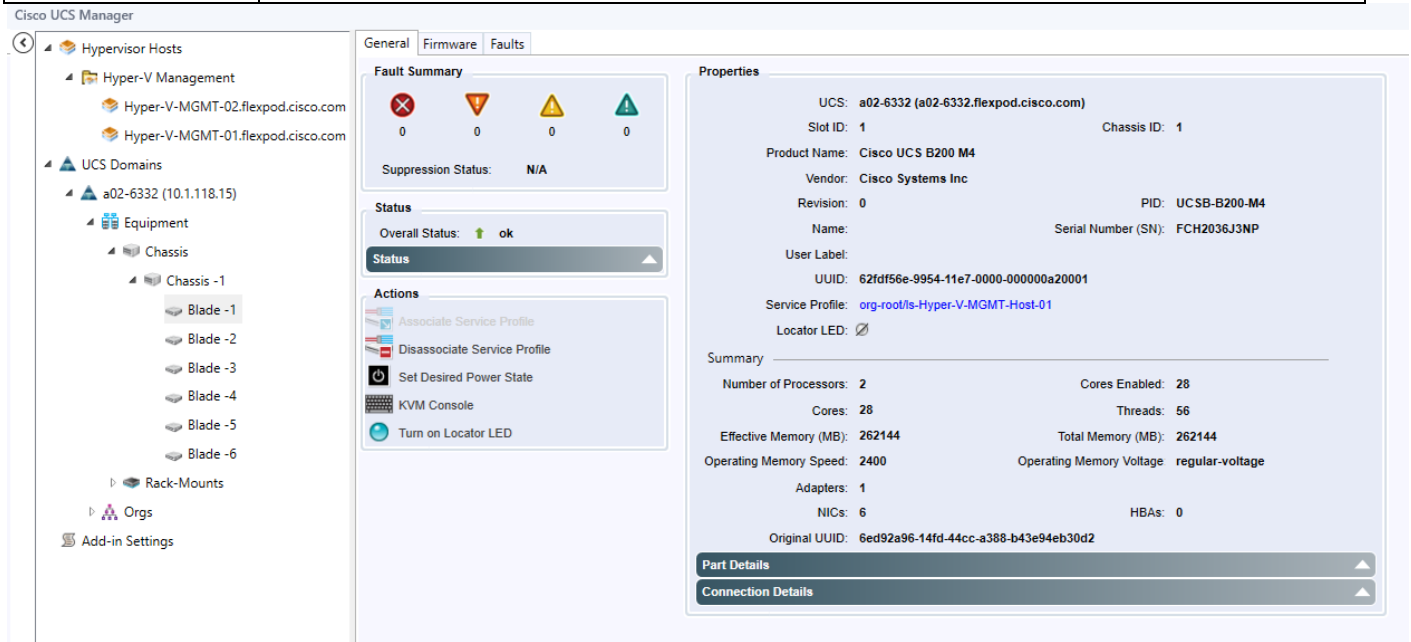 Cisco UCS Manager
Hypervisor Hosts
Hyper-V Management
Hyper-V-MGMT-02.flexpod.cisco.com
Hyper-V-MGMT-01.flexpod.cisco.com
UCS Domains
a02-6332 (10.1.118.15)
Equipment
Chassis
Chassis -1
Blade -1
Blade -2
Blade -3
Blade -4
Blade -5
Blade -6
Rack-Mounts
Orgs
Add-in Settings
General Firmware Faults
Fault Summary
0 0 0 0
Suppression Status: N/A
Status
Overall Status: ok
Status
Actions
Associate Service Profile
Disassociate Service Profile
Set Desired Power State
KVM Console
Turn on Locator LED
Properties
UCS: a02-6332 (a02-6332.flexpod.cisco.com)
Slot ID: 1 Chassis ID: 1
Product Name: Cisco UCS B200 M4
Vendor: Cisco Systems Inc
Revision: 0 PID: UCSB-B200-M4
Name: Serial Number (SN): FCH2036J3NP
User Label:
UUID: 62fdf56e-9954-11e7-0000-000000a20001
Service Profile: org-root/ls-Hyper-V-MGMT-Host-01
Locator LED:
Summary
Number of Processors: 2 Cores Enabled: 28
Cores: 28 Threads: 56
Effective Memory (MB): 262144 Total Memory (MB): 262144
Operating Memory Speed: 2400 Operating Memory Voltage: regular-voltage
Adapters: 1
NICs: 6 HBAs: 0
Original UUID: 6ed92a96-14fd-44cc-a388-b43e94eb30d2
Part Details
Connection Details